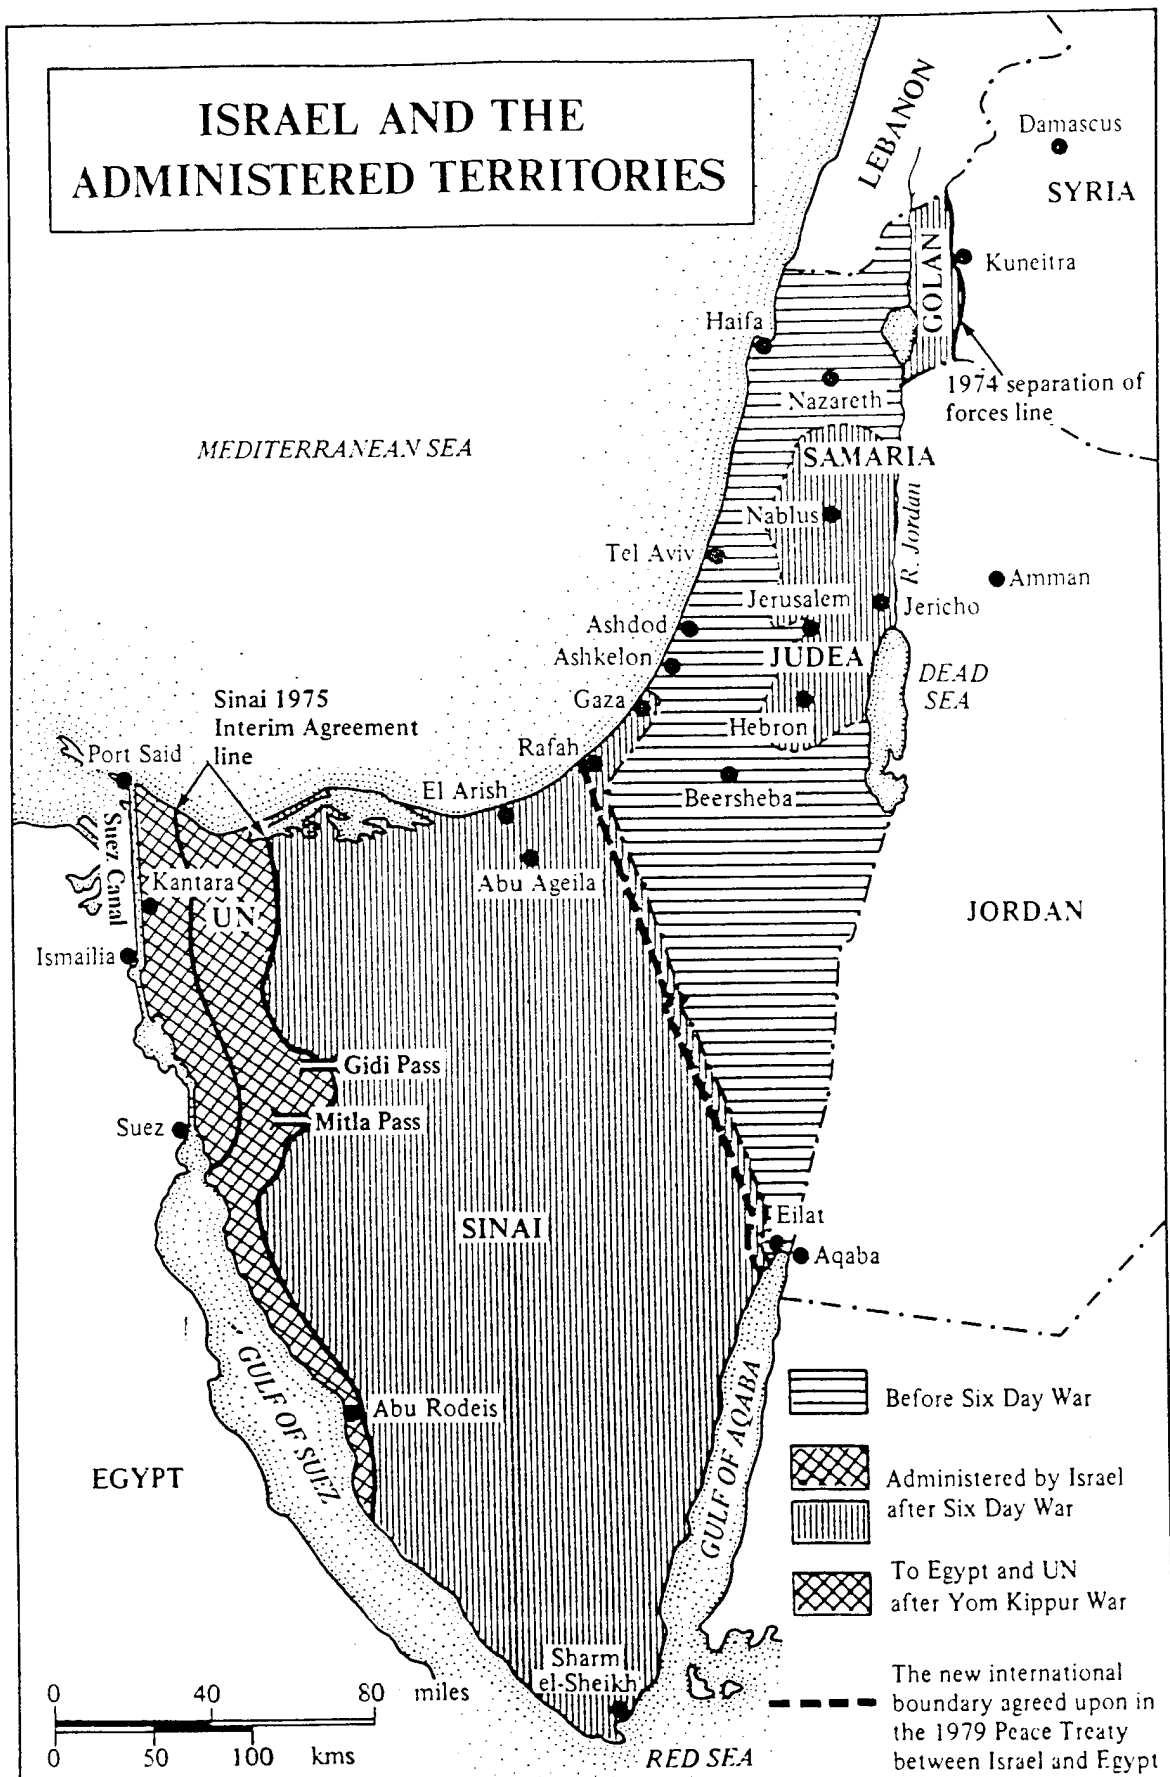 ISRAEL AND THE
ADMINISTERED TERRITORIES
LEBANON
Damascus
SYRIA
GOLAN
Kuneitra
Haifa
1974 separation of
forces line
Nazareth
MEDITERRANEAN SEA
SAMARIA
Nablus
R. Jordan
Tel Aviv
Amman
Jerusalem
Jericho
Ashdod
Ashkelon
JUDEA
DEAD
SEA
Gaza
Hebron
Sinai 1975
Interim Agreement
line
Port Said
Rafah
El Arish
Beersheba
Suez Canal
Kantara
UN
Abu Ageila
JORDAN
Ismailia
Gidi Pass
Mitla Pass
Suez
SINAI
Eilat
Aqaba
GULF OF SUEZ
Abu Rodeis
GULF OF AQABA
EGYPT
Before Six Day War
Administered by Israel
after Six Day War
To Egypt and UN
after Yom Kippur War
Sharm
el-Sheikh
The new international
boundary agreed upon in
the 1979 Peace Treaty
between Israel and Egypt
0 40 80 miles
0 50 100 kms
RED SEA